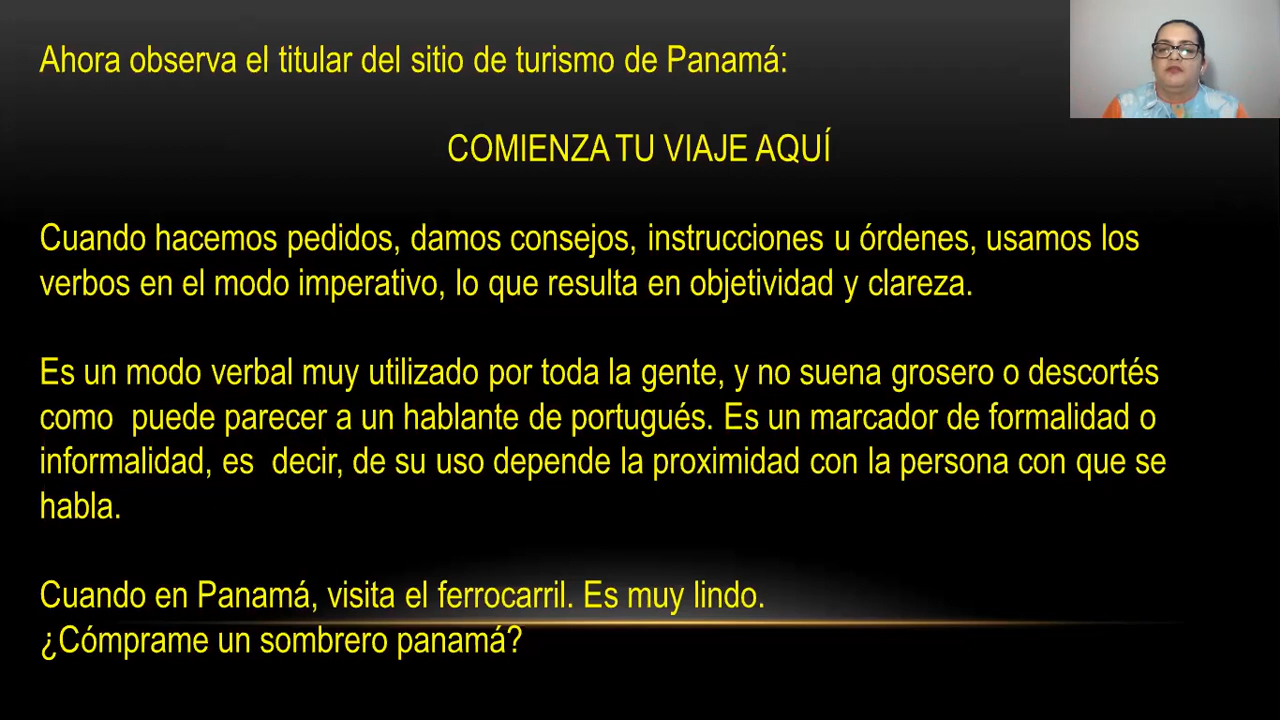 Ahora observa el titular del sitio de turismo de Panamá:
COMIENZA TU VIAJE AQUÍ
Cuando hacemos pedidos, damos consejos, instrucciones u órdenes, usamos los
verbos en el modo imperativo, lo que resulta en objetividad y clareza.
Es un modo verbal muy utilizado por toda la gente, y no suena grosero o descortés
como  puede parecer a un hablante de portugués. Es un marcador de formalidad o
informalidad, es  decir, de su uso depende la proximidad con la persona con que se
habla.
Cuando en Panamá, visita el ferrocarril. Es muy lindo.
¿Cómprame un sombrero panamá?